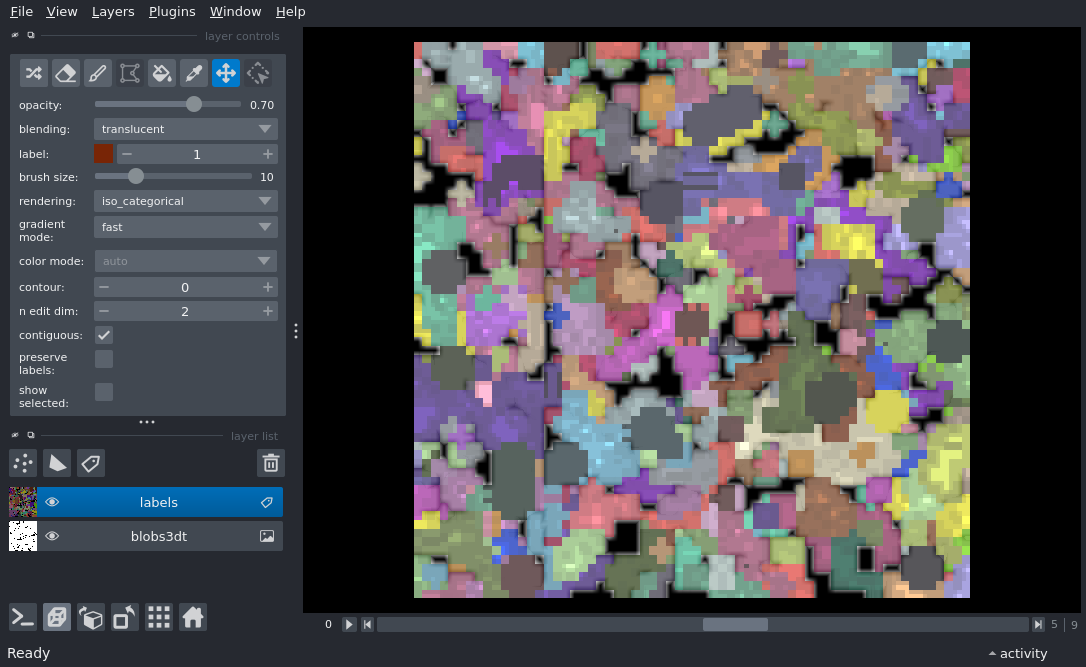 File View Layers Plugins Window Help
layer controls
opacity: 0.70
blending: translucent
label: 1
brush size: 10
rendering: iso_categorical
gradient
mode: fast
color mode: auto
contour: 0
n edit dim: 2
contiguous:
preserve
labels:
show
selected:
layer list
labels
blobs3dt
0 5 9
Ready activity